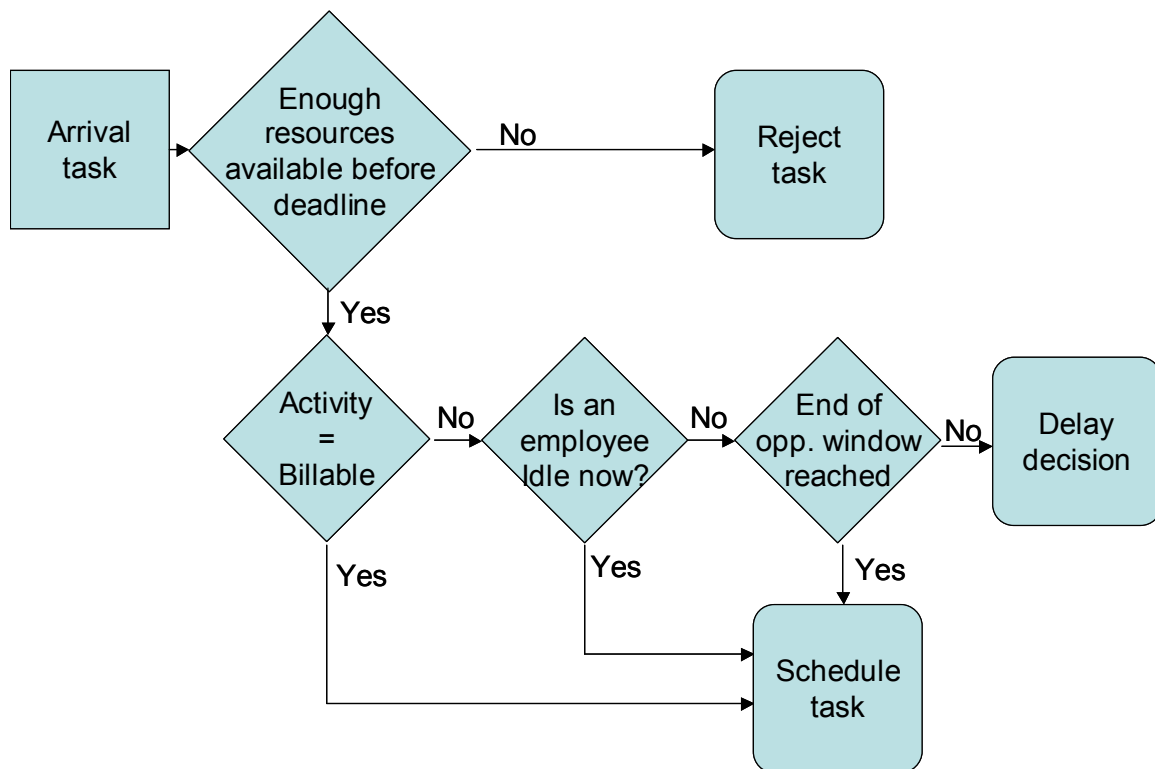 Arrival
task
Enough
resources
available before
deadline
No
Reject
task
Yes
Activity
=
Billable
No
Is an
employee
Idle now?
No
End of
opp. window
reached
No
Delay
decision
Yes
Yes
Yes
Schedule
task